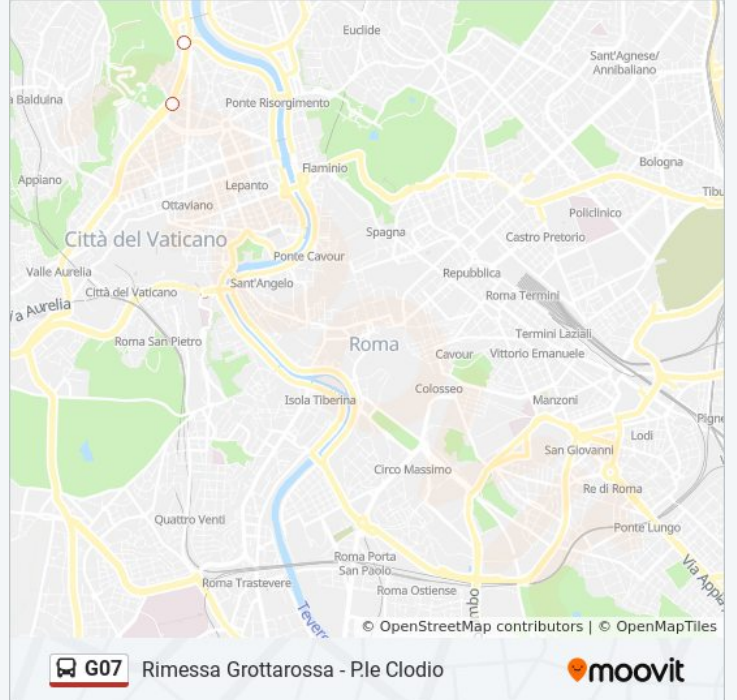 Euclide
Sant'Agnese/
Annibaliano
a Balduina
Ponte Risorgimento
Bologna
Flaminio
Appiano
Lepanto
Tibu
Ottaviano
Policlinico
Spagna
Castro Pretorio
Città del Vaticano
Ponte Cavour
Valle Aurelia
Repubblica
Sant'Angelo
Città del Vaticano
Roma Termini
a Aurelia
Termini Laziali
Roma San Pietro
Roma
Cavour
Vittorio Emanuele
Colosseo
Isola Tiberina
Manzoni
Pigne
Lodi
San Giovanni
Circo Massimo
Re di Roma
Quattro Venti
Ponte Lungo
Roma Porta
San Paolo
Via Appia
Roma Trastevere
Roma Ostiense
mbo
Tevere
© OpenStreetMap contributors | © OpenMapTiles
G07 Rimessa Grottarossa - P.le Clodio
moovit